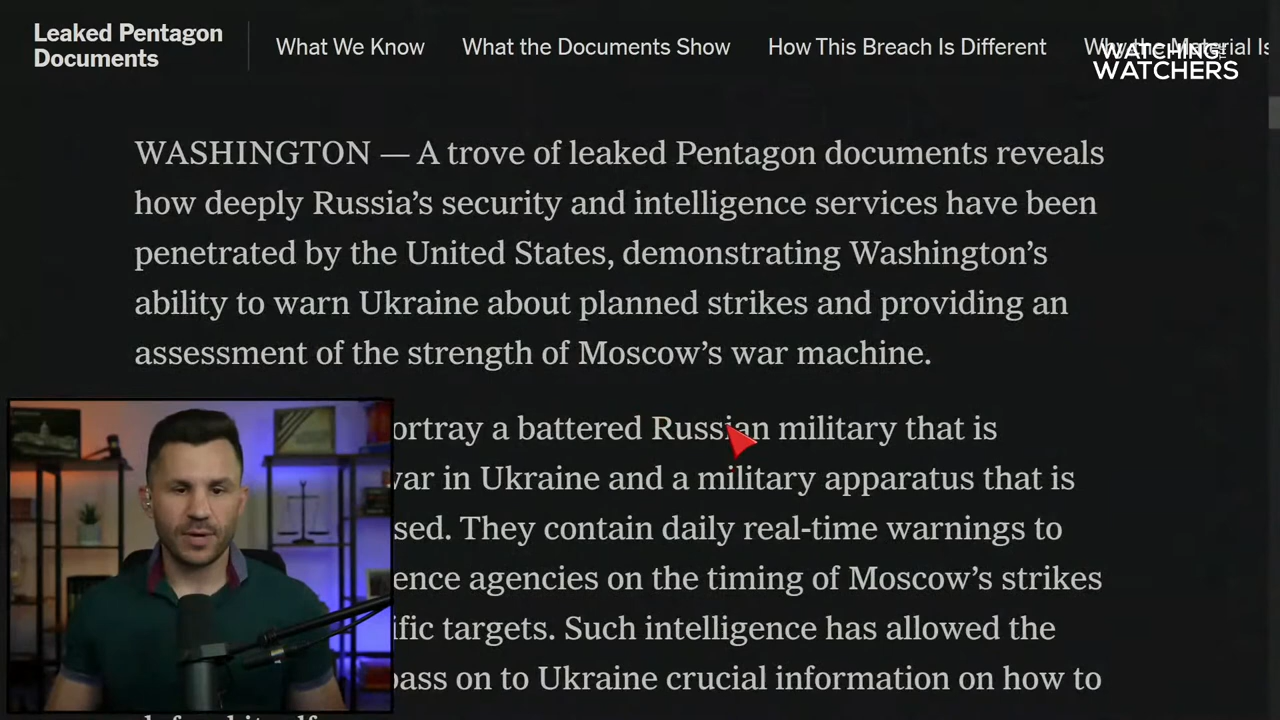 Leaked Pentagon
Documents
What We Know
What the Documents Show
How This Breach Is Different
Why the Material Is
WATCHING THE
WATCHERS
WASHINGTON — A trove of leaked Pentagon documents reveals
how deeply Russia’s security and intelligence services have been
penetrated by the United States, demonstrating Washington’s
ability to warn Ukraine about planned strikes and providing an
assessment of the strength of Moscow’s war machine.
ortray a battered Russian military that is
war in Ukraine and a military apparatus that is
sed. They contain daily real-time warnings to
ence agencies on the timing of Moscow’s strikes
ific targets. Such intelligence has allowed the
pass on to Ukraine crucial information on how to